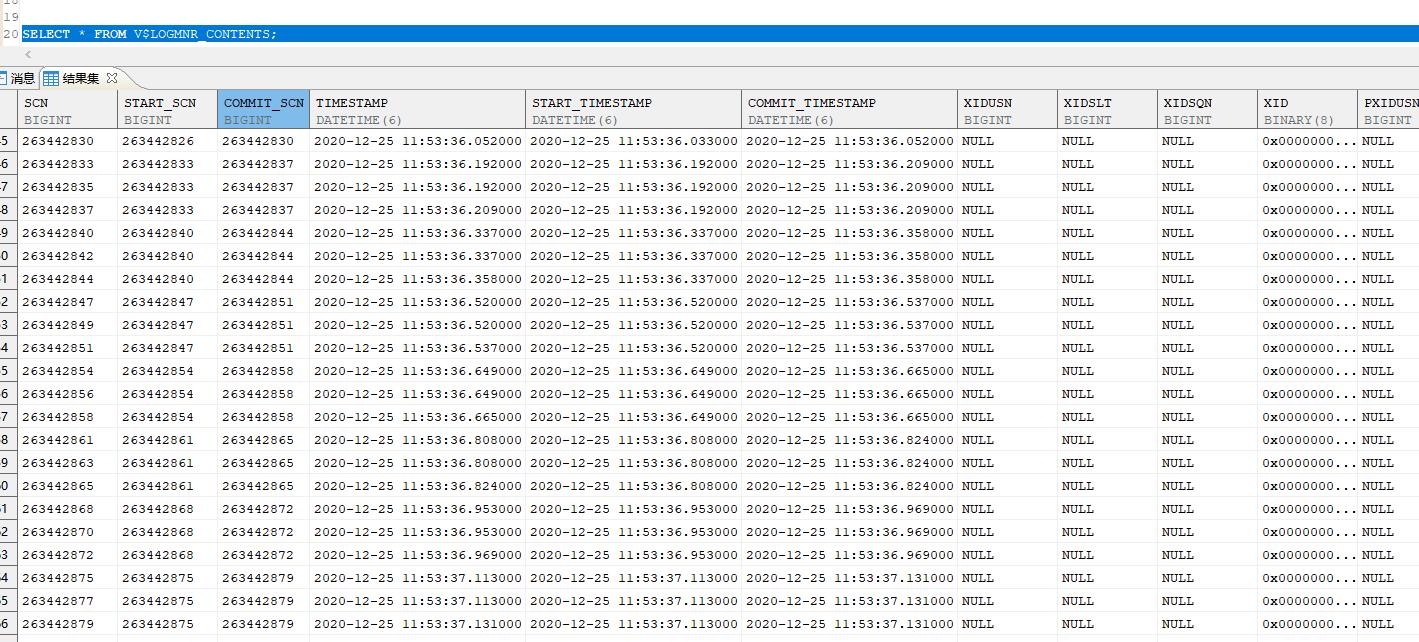 19
20 SELECT * FROM V$LOGMNR_CONTENTS;
消息 结果集
SCN START_SCN COMMIT_SCN TIMESTAMP START_TIMESTAMP COMMIT_TIMESTAMP XIDUSN XIDSLT XIDSQN XID PXIDUSN
BIGINT BIGINT BIGINT DATETIME(6) DATETIME(6) DATETIME(6) BIGINT BIGINT BIGINT BINARY(8) BIGINT
5 263442830 263442826 263442830 2020-12-25 11:53:36.052000 2020-12-25 11:53:36.033000 2020-12-25 11:53:36.052000 NULL NULL NULL 0x0000000... NULL
6 263442833 263442833 263442837 2020-12-25 11:53:36.192000 2020-12-25 11:53:36.192000 2020-12-25 11:53:36.209000 NULL NULL NULL 0x0000000... NULL
7 263442835 263442833 263442837 2020-12-25 11:53:36.192000 2020-12-25 11:53:36.192000 2020-12-25 11:53:36.209000 NULL NULL NULL 0x0000000... NULL
8 263442837 263442833 263442837 2020-12-25 11:53:36.209000 2020-12-25 11:53:36.192000 2020-12-25 11:53:36.209000 NULL NULL NULL 0x0000000... NULL
9 263442840 263442840 263442844 2020-12-25 11:53:36.337000 2020-12-25 11:53:36.337000 2020-12-25 11:53:36.358000 NULL NULL NULL 0x0000000... NULL
0 263442842 263442840 263442844 2020-12-25 11:53:36.337000 2020-12-25 11:53:36.337000 2020-12-25 11:53:36.358000 NULL NULL NULL 0x0000000... NULL
1 263442844 263442840 263442844 2020-12-25 11:53:36.358000 2020-12-25 11:53:36.337000 2020-12-25 11:53:36.358000 NULL NULL NULL 0x0000000... NULL
2 263442847 263442847 263442851 2020-12-25 11:53:36.520000 2020-12-25 11:53:36.520000 2020-12-25 11:53:36.537000 NULL NULL NULL 0x0000000... NULL
3 263442849 263442847 263442851 2020-12-25 11:53:36.520000 2020-12-25 11:53:36.520000 2020-12-25 11:53:36.537000 NULL NULL NULL 0x0000000... NULL
4 263442851 263442847 263442851 2020-12-25 11:53:36.537000 2020-12-25 11:53:36.520000 2020-12-25 11:53:36.537000 NULL NULL NULL 0x0000000... NULL
5 263442854 263442854 263442858 2020-12-25 11:53:36.649000 2020-12-25 11:53:36.649000 2020-12-25 11:53:36.665000 NULL NULL NULL 0x0000000... NULL
6 263442856 263442854 263442858 2020-12-25 11:53:36.649000 2020-12-25 11:53:36.649000 2020-12-25 11:53:36.665000 NULL NULL NULL 0x0000000... NULL
7 263442858 263442854 263442858 2020-12-25 11:53:36.665000 2020-12-25 11:53:36.649000 2020-12-25 11:53:36.665000 NULL NULL NULL 0x0000000... NULL
8 263442861 263442861 263442865 2020-12-25 11:53:36.808000 2020-12-25 11:53:36.808000 2020-12-25 11:53:36.824000 NULL NULL NULL 0x0000000... NULL
9 263442863 263442861 263442865 2020-12-25 11:53:36.808000 2020-12-25 11:53:36.808000 2020-12-25 11:53:36.824000 NULL NULL NULL 0x0000000... NULL
0 263442865 263442861 263442865 2020-12-25 11:53:36.824000 2020-12-25 11:53:36.808000 2020-12-25 11:53:36.824000 NULL NULL NULL 0x0000000... NULL
1 263442868 263442868 263442872 2020-12-25 11:53:36.953000 2020-12-25 11:53:36.953000 2020-12-25 11:53:36.969000 NULL NULL NULL 0x0000000... NULL
2 263442870 263442868 263442872 2020-12-25 11:53:36.953000 2020-12-25 11:53:36.953000 2020-12-25 11:53:36.969000 NULL NULL NULL 0x0000000... NULL
3 263442872 263442868 263442872 2020-12-25 11:53:36.969000 2020-12-25 11:53:36.953000 2020-12-25 11:53:36.969000 NULL NULL NULL 0x0000000... NULL
4 263442875 263442875 263442879 2020-12-25 11:53:37.113000 2020-12-25 11:53:37.113000 2020-12-25 11:53:37.131000 NULL NULL NULL 0x0000000... NULL
5 263442877 263442875 263442879 2020-12-25 11:53:37.113000 2020-12-25 11:53:37.113000 2020-12-25 11:53:37.131000 NULL NULL NULL 0x0000000... NULL
6 263442879 263442875 263442879 2020-12-25 11:53:37.131000 2020-12-25 11:53:37.113000 2020-12-25 11:53:37.131000 NULL NULL NULL 0x0000000... NULL